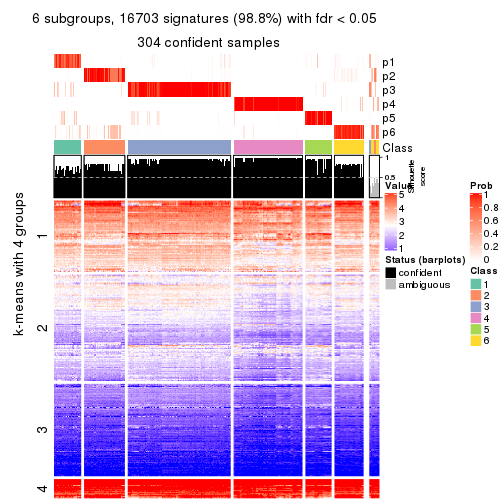 6 subgroups, 16703 signatures (98.8%) with fdr < 0.05
304 confident samples
p1
p2
p3
p4
p5
p6
Class
1
0.5
Silhouette
score
k-means with 4 groups
1
2
3
4
Value
5
4
3
2
1
Status (barplots)
confident
ambiguous
Prob
1
0.8
0.6
0.4
0.2
0
Class
1
2
3
4
5
6